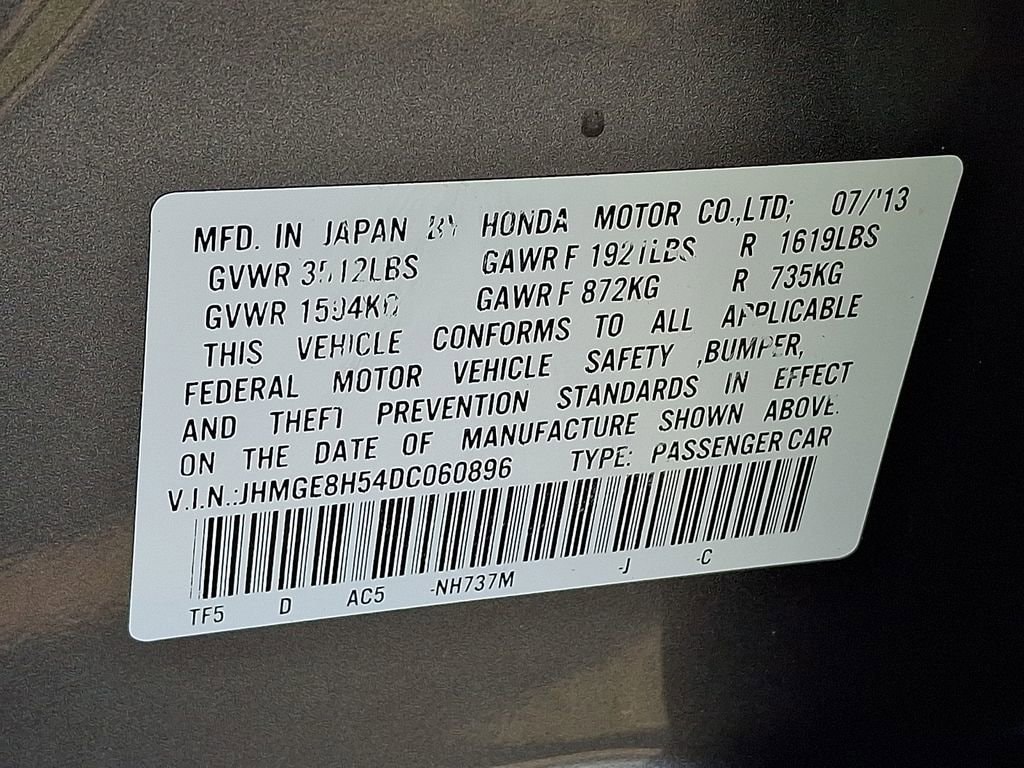 MFD. IN JAPAN BY HONDA MOTOR CO.,LTD; 07/'13
GVWR 3512LBS GAWR F 1921LBS R 1619LBS
GVWR 1594KG GAWR F 872KG R 735KG
THIS VEHICLE CONFORMS TO ALL APPLICABLE
FEDERAL MOTOR VEHICLE SAFETY ,BUMPER,
AND THEFT PREVENTION STANDARDS IN EFFECT
ON THE DATE OF MANUFACTURE SHOWN ABOVE.
V.I.N.:JHMGE8H54DC060896 TYPE: PASSENGER CAR
TF5 D AC5 -NH737M -J -C